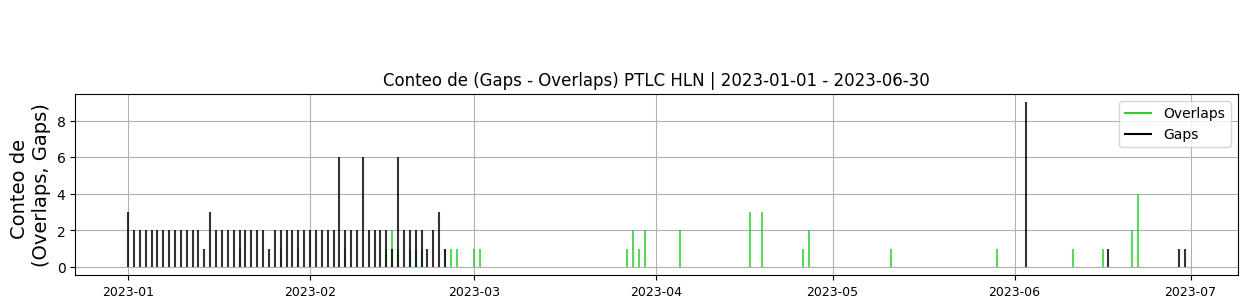 Conteo de (Gaps - Overlaps) PTLC HLN | 2023-01-01 - 2023-06-30
Conteo de
(Overlaps, Gaps)
8
6
4
2
0
Overlaps
Gaps
2023-01
2023-02
2023-03
2023-04
2023-05
2023-06
2023-07